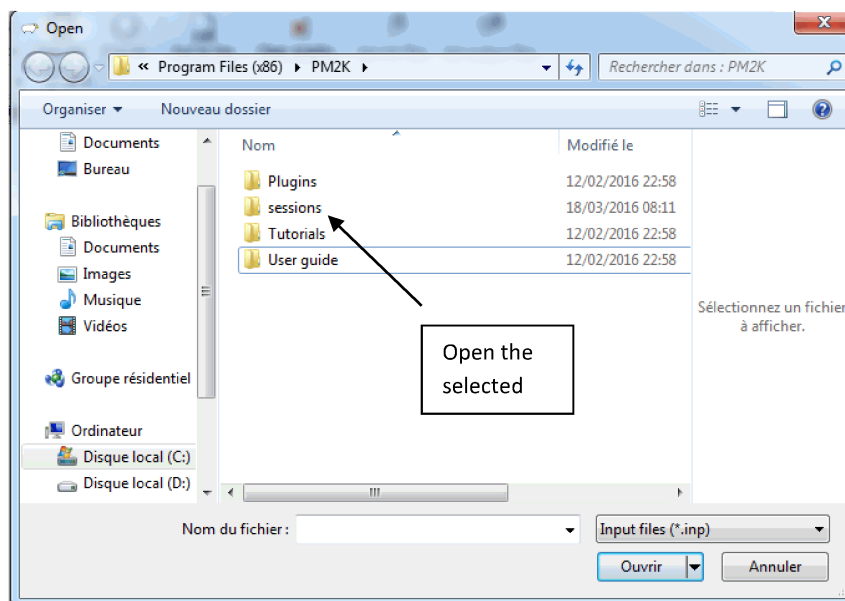 Open
« Program Files (x86) ▸ PM2K ▸
Rechercher dans : PM2K
Organiser
Nouveau dossier
Documents
Bureau
Bibliothèques
Documents
Images
Musique
Vidéos
Groupe résidentiel
Ordinateur
Disque local (C:)
Disque local (D:)
Nom Modifié le
Plugins 12/02/2016 22:58
sessions 18/03/2016 08:11
Tutorials 12/02/2016 22:58
User guide 12/02/2016 22:58
Open the
selected
Sélectionnez un fichier
à afficher.
Nom du fichier :
Input files (*.inp)
Ouvrir
Annuler